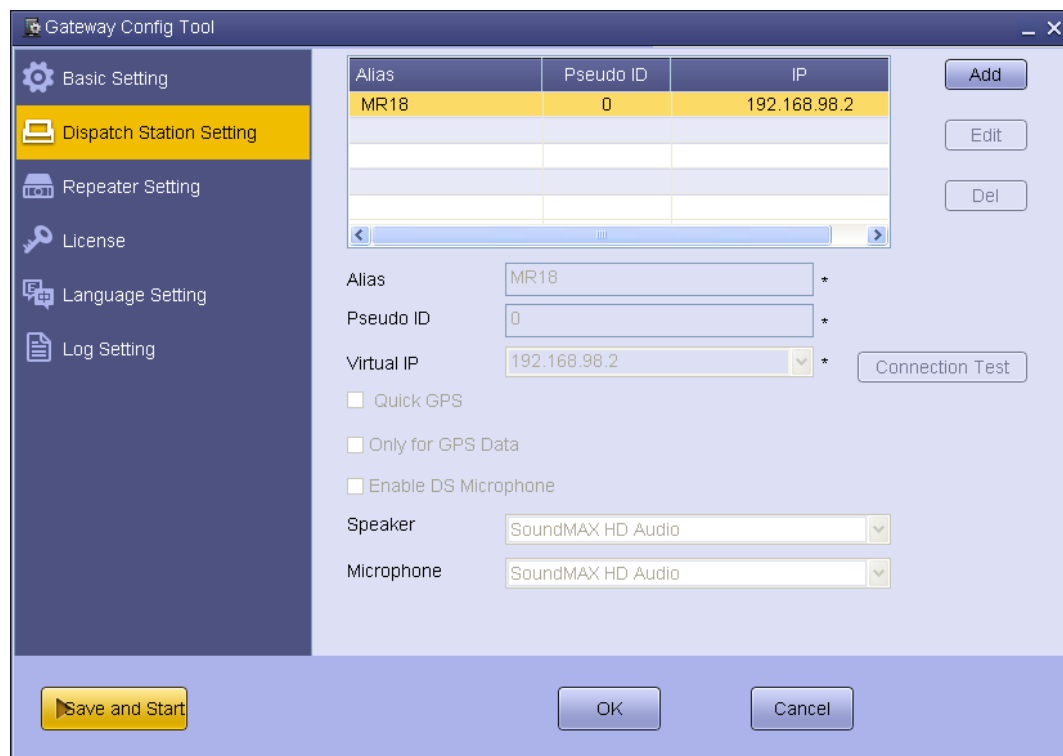 Gateway Config Tool
Basic Setting
Dispatch Station Setting
Repeater Setting
License
Language Setting
Log Setting
Alias Pseudo ID IP
MR18 0 192.168.98.2
Add
Edit
Del
Alias MR18 *
Pseudo ID 0 *
Virtual IP 192.168.98.2 * Connection Test
Quick GPS
Only for GPS Data
Enable DS Microphone
Speaker SoundMAX HD Audio
Microphone SoundMAX HD Audio
Save and Start OK Cancel